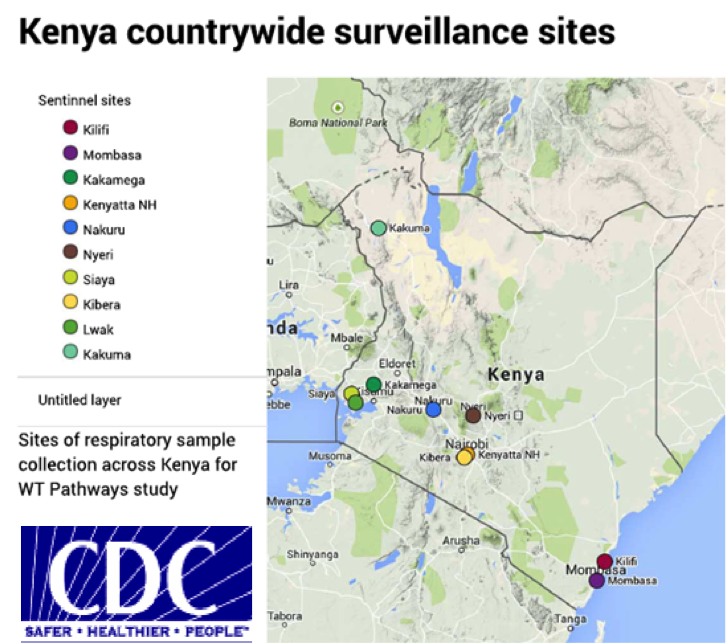 Kenya countrywide surveillance sites
Sentinnel sites
Kilifi
Mombasa
Kakamega
Kenyatta NH
Nakuru
Nyeri
Siaya
Kibera
Lwak
Kakuma
Untitled layer
Sites of respiratory sample
collection across Kenya for
WT Pathways study
CDC
SAFER • HEALTHIER • PEOPLE™
Boma National Park
Kakuma
u
Lira
nda
Mbale
Eldoret
mpala
Kakamega
Kenya
Siaya
isumu
ebbe
Nakuru
Nakuru
Nyeri
Nyeri
Nairobi
Musoma
Kibera
Kenyatta NH
Mwanza
Arusha
Shinyanga
Kilifi
Mombasa
Mombasa
Tabora
Tanga